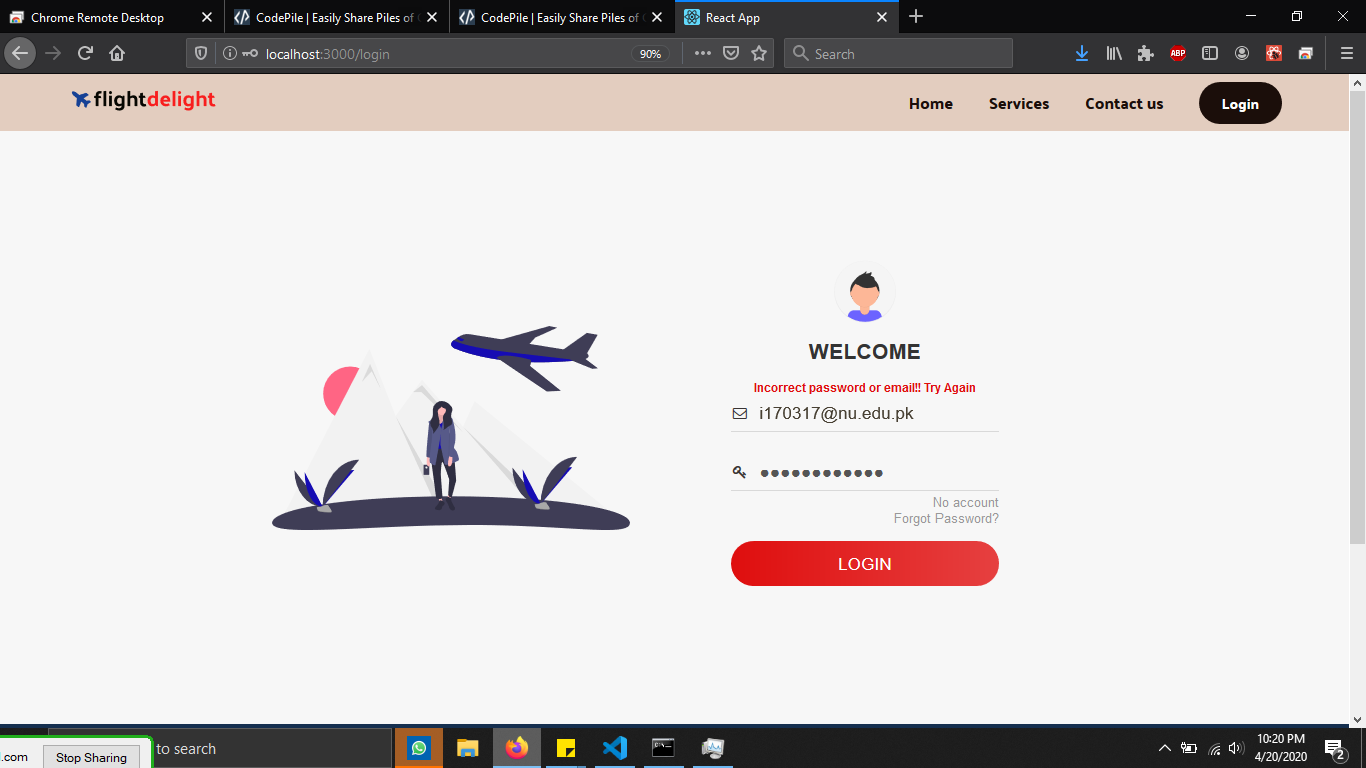 Chrome Remote Desktop
CodePile | Easily Share Piles of
CodePile | Easily Share Piles of
React App
localhost:3000/login
90%
Search
ABP
flightdelight
Home
Services
Contact us
Login
WELCOME
Incorrect password or email!! Try Again
i170317@nu.edu.pk
No account
Forgot Password?
LOGIN
.com
Stop Sharing
to search
10:20 PM
4/20/2020
2